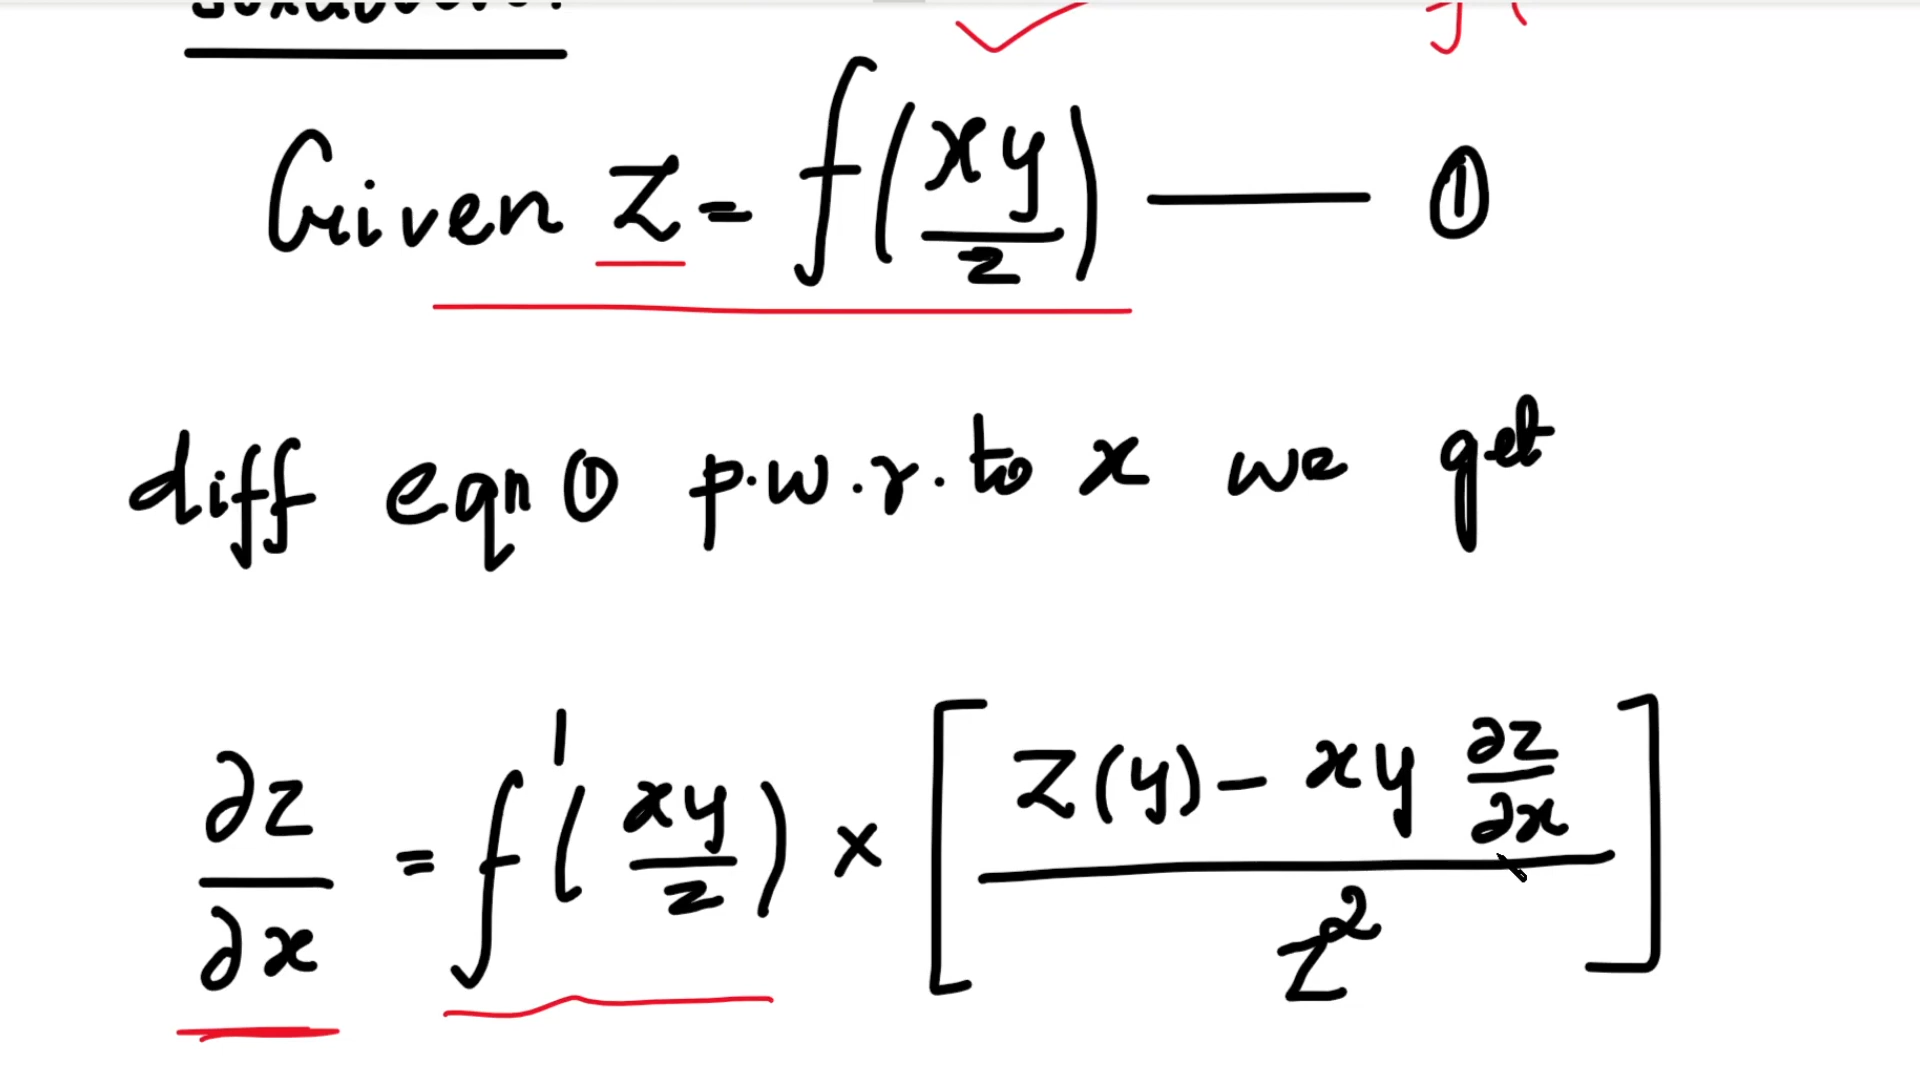 Given z = f(xy/z) — ①
diff eqn ① p.w.r.to x we get
∂z/∂x = f'(xy/z) × [z(y) - xy ∂z/∂x / z²]